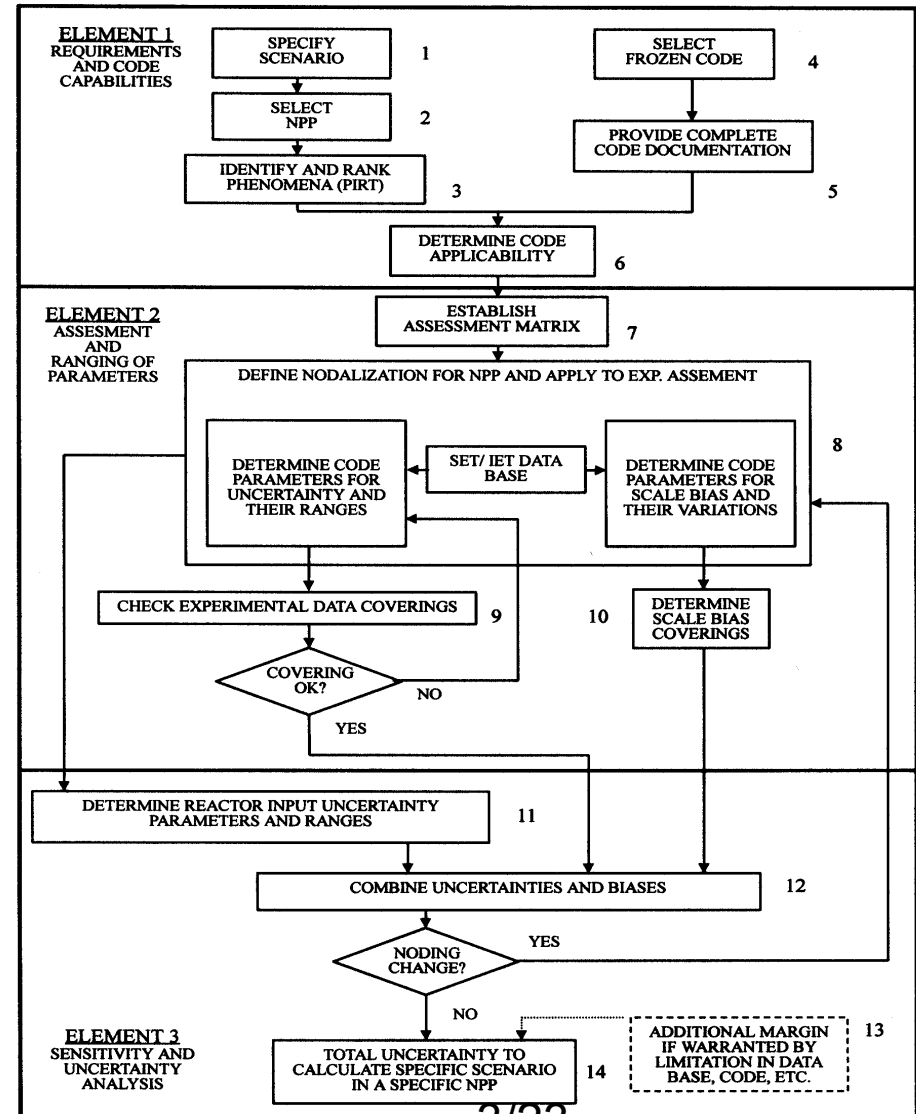 ELEMENT 1
REQUIREMENTS
AND CODE
CAPABILITIES
SPECIFY
SCENARIO
1
SELECT
NPP
2
IDENTIFY AND RANK
PHENOMENA (PIRT)
3
SELECT
FROZEN CODE
4
PROVIDE COMPLETE
CODE DOCUMENTATION
5
DETERMINE CODE
APPLICABILITY
6
ELEMENT 2
ASSESMENT
AND
RANGING OF
PARAMETERS
ESTABLISH
ASSESSMENT MATRIX
7
DEFINE NODALIZATION FOR NPP AND APPLY TO EXP. ASSEMENT
8
DETERMINE CODE
PARAMETERS FOR
UNCERTAINTY AND
THEIR RANGES
SET/ IET DATA
BASE
DETERMINE CODE
PARAMETERS FOR
SCALE BIAS AND
THEIR VARIATIONS
CHECK EXPERIMENTAL DATA COVERINGS
9
10
DETERMINE
SCALE BIAS
COVERINGS
COVERING
OK?
NO
YES
DETERMINE REACTOR INPUT UNCERTAINTY
PARAMETERS AND RANGES
11
COMBINE UNCERTAINTIES AND BIASES
12
NODING
CHANGE?
YES
NO
ELEMENT 3
SENSITIVITY AND
UNCERTAINTY
ANALYSIS
TOTAL UNCERTAINTY TO
CALCULATE SPECIFIC SCENARIO
IN A SPECIFIC NPP
14
ADDITIONAL MARGIN
IF WARRANTED BY
LIMITATION IN DATA
BASE, CODE, ETC.
13